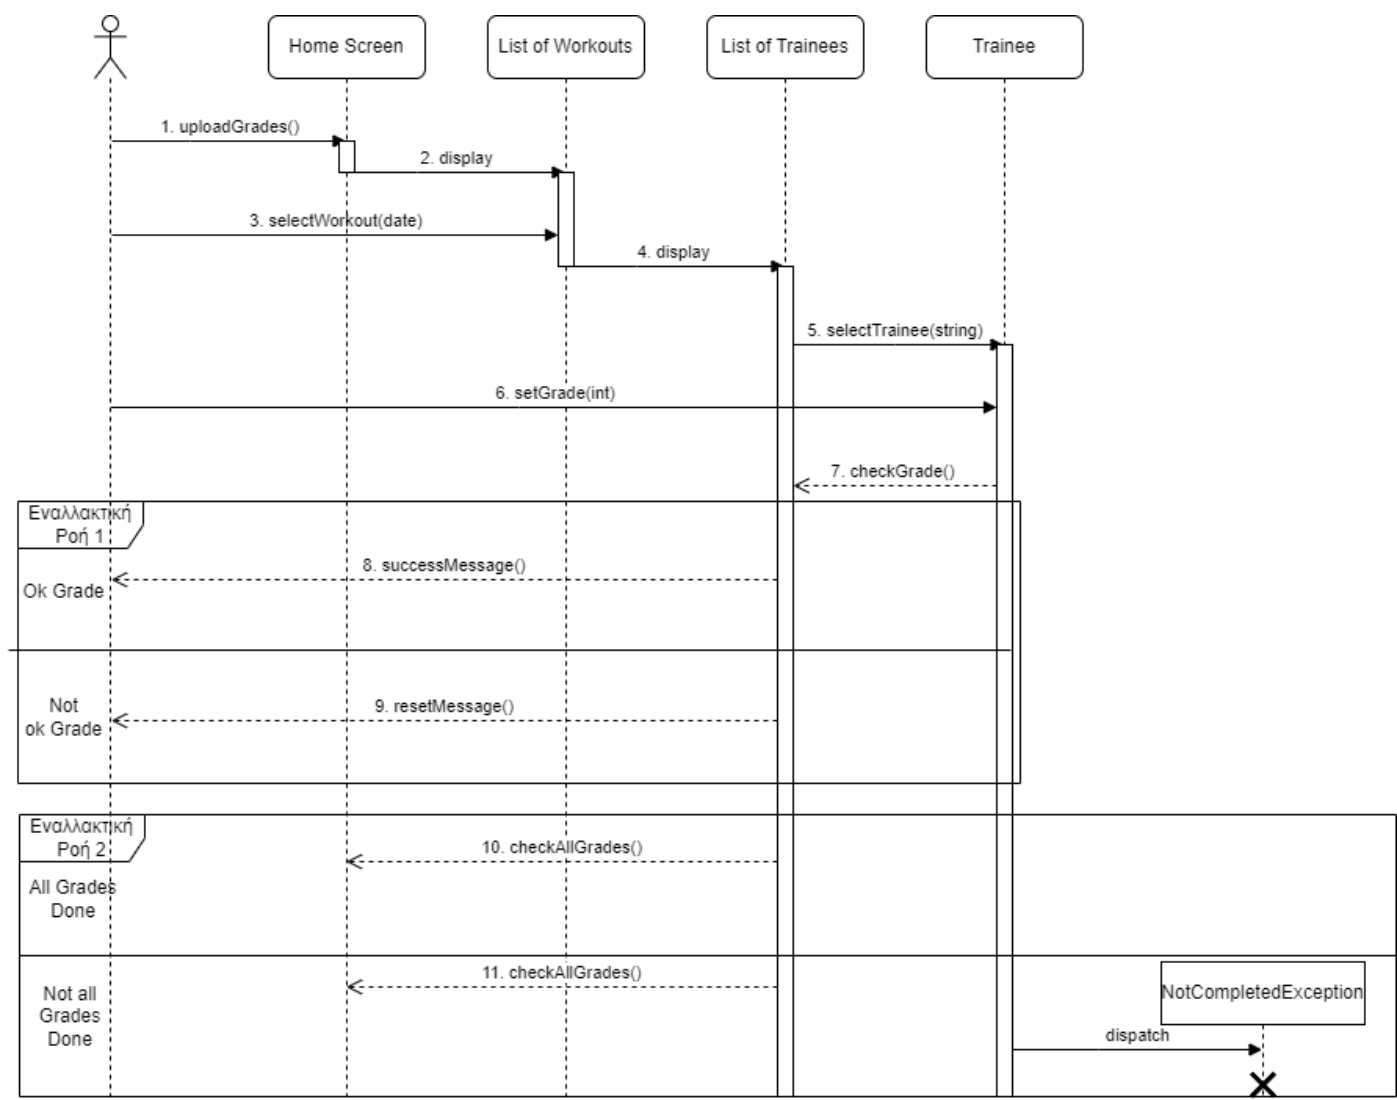 Home Screen
List of Workouts
List of Trainees
Trainee
1. uploadGrades()
2. display
3. selectWorkout(date)
4. display
5. selectTrainee(string)
6. setGrade(int)
7. checkGrade()
Εναλλακτική
Ροή 1
8. successMessage()
Ok Grade
Not
ok Grade
9. resetMessage()
Εναλλακτική
Ροή 2
10. checkAllGrades()
All Grades
Done
11. checkAllGrades()
Not all
Grades
Done
NotCompletedException
dispatch